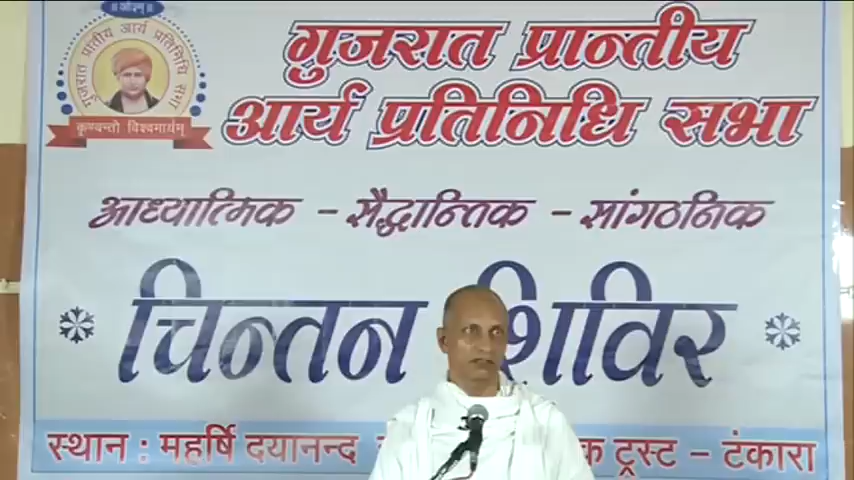 ॥ ओ३म् ॥
गुजरात प्रान्तीय आर्य प्रतिनिधि सभा
कृण्वन्तो विश्वमार्यम्
गुजरात प्रान्तीय
आर्य प्रतिनिधि सभा
आध्यात्मिक - सैद्धान्तिक - सांगठनिक
चिन्तन शिविर
स्थान : महर्षि दयानन्द ट्रस्ट - टंकारा